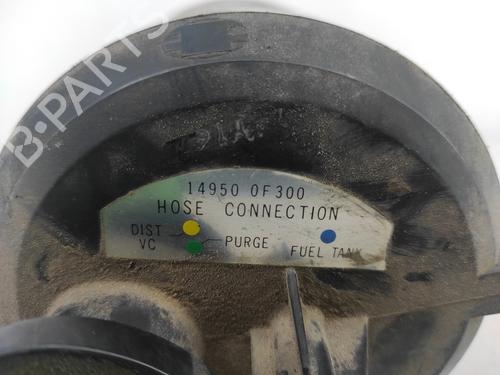 B-PARTS
14950 0F300
HOSE CONNECTION
DIST
VC
PURGE
FUEL TANK